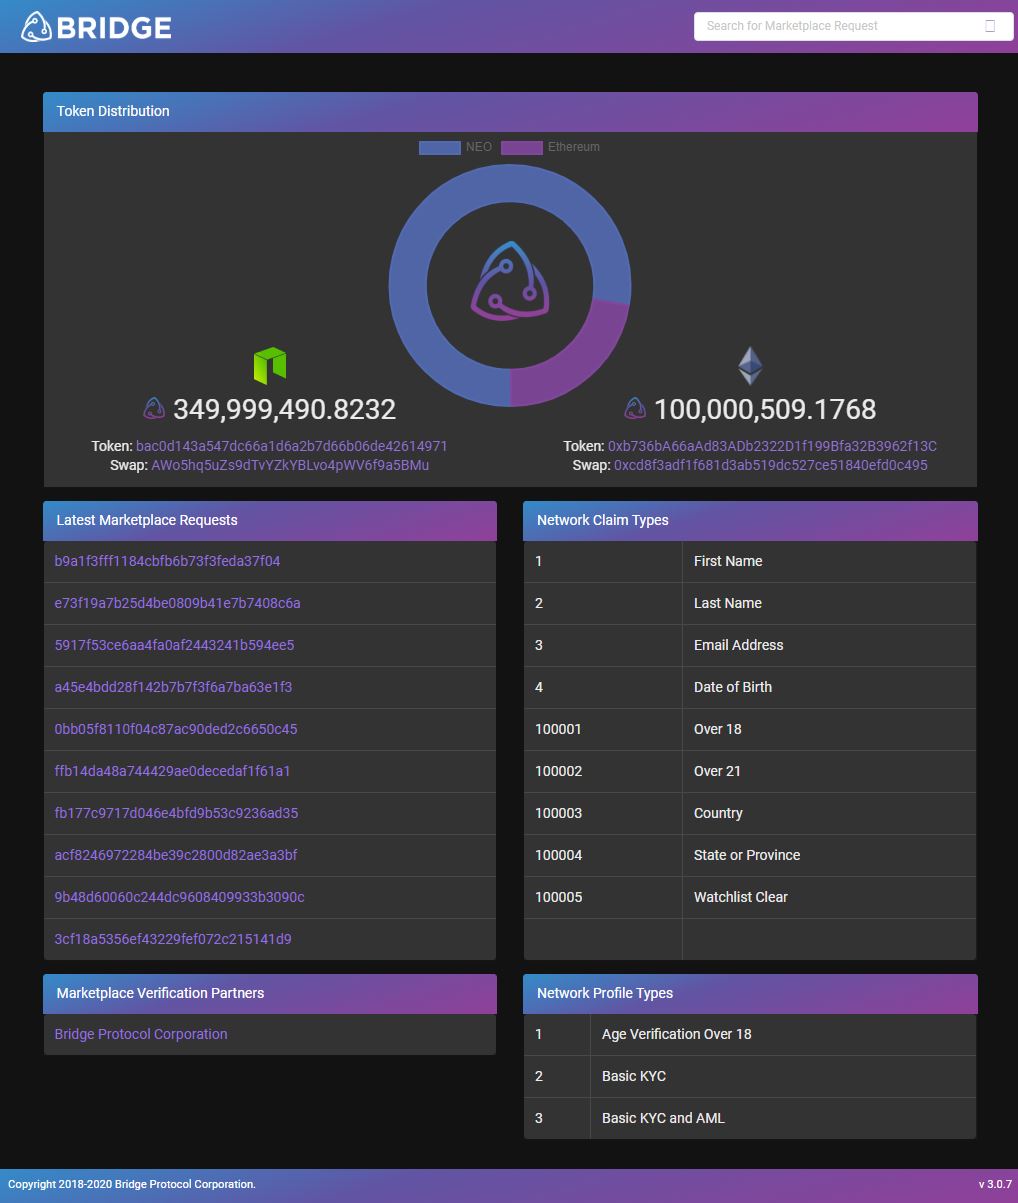 BRIDGE
Search for Marketplace Request
Token Distribution
NEO Ethereum
349,999,490.8232
Token: bac0d143a547dc66a1d6a2b7d66b06de42614971
Swap: AWo5hq5uZs9dTvYZkYBLvo4pWV6f9a5BMu
100,000,509.1768
Token: 0xb736bA66aAd83ADb2322D1f199Bfa32B3962f13C
Swap: 0xcd8f3adf1f681d3ab519dc527ce51840efd0c495
Latest Marketplace Requests
b9a1f3fff1184cbfb6b73f3feda37f04
e73f19a7b25d4be0809b41e7b7408c6a
5917f53ce6aa4fa0af2443241b594ee5
a45e4bdd28f142b7b7f3f6a7ba63e1f3
0bb05f8110f04c87ac90ded2c6650c45
ffb14da48a744429ae0decedaf1f61a1
fb177c9717d046e4bfd9b53c9236ad35
acf8246972284be39c2800d82ae3a3bf
9b48d60060c244dc9608409933b3090c
3cf18a5356ef43229fef072c215141d9
Network Claim Types
1 First Name
2 Last Name
3 Email Address
4 Date of Birth
100001 Over 18
100002 Over 21
100003 Country
100004 State or Province
100005 Watchlist Clear
Marketplace Verification Partners
Bridge Protocol Corporation
Network Profile Types
1 Age Verification Over 18
2 Basic KYC
3 Basic KYC and AML
Copyright 2018-2020 Bridge Protocol Corporation.
v 3.0.7